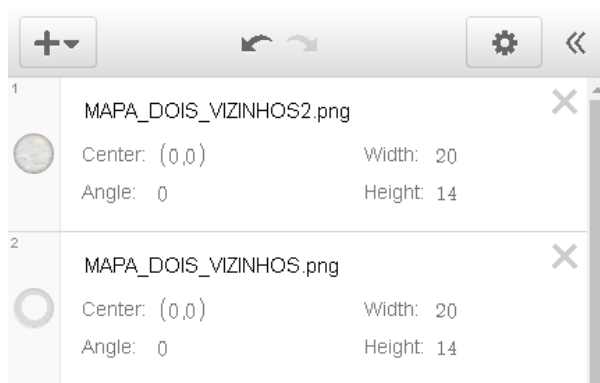 1
MAPA_DOIS_VIZINHOS2.png
Center: (0,0) Width: 20
Angle: 0 Height: 14
2
MAPA_DOIS_VIZINHOS.png
Center: (0,0) Width: 20
Angle: 0 Height: 14